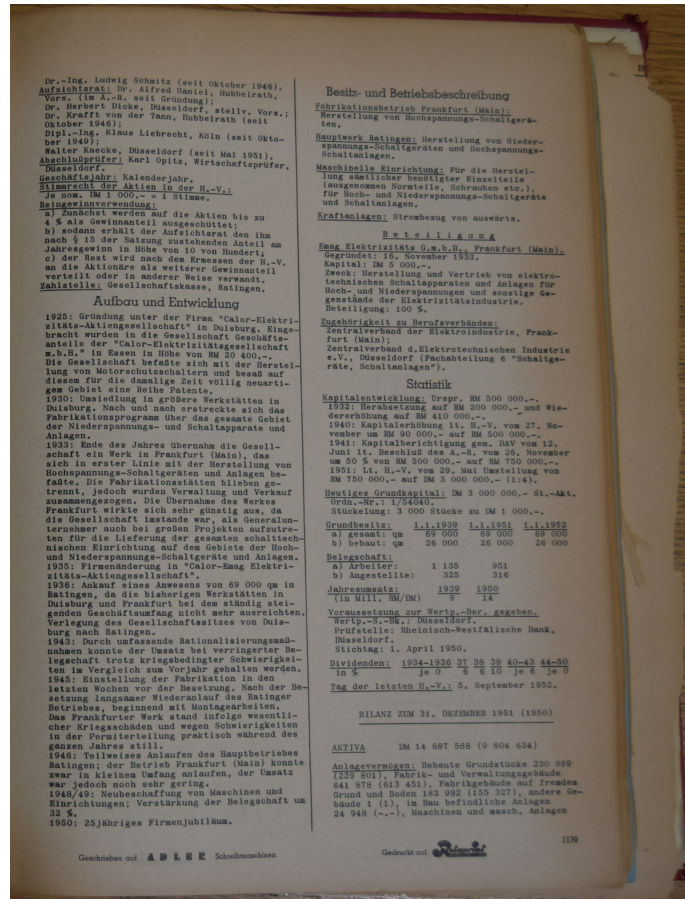 Dr.-Ing. Ludwig Schmitz (seit Oktober 1946).
Aufsichtsrat: Dr. Alfred Haniel, Hubbelrath,
Vors. (im A.-R. seit Gründung);
Dr. Herbert Dicke, Düsseldorf, stellv. Vors.;
Dr. Krafft von der Tann, Hubbelrath (seit
Oktober 1946);
Dipl.-Ing. Klaus Liebrecht, Köln (seit Okto-
ber 1949);
Walter Kaecke, Düsseldorf (seit Mai 1951).
Abschlußprüfer: Karl Opitz, Wirtschaftsprüfer,
Düsseldorf.
Geschäftsjahr: Kalenderjahr.
Stimmrecht der Aktien in der H.-V.:
Je nom. DM 1 000.- = 1 Stimme.
Reingewinnverwendung:
a) Zunächst werden auf die Aktien bis zu
4 % als Gewinnanteil ausgeschüttet;
b) sodann erhält der Aufsichtsrat den ihm
nach § 15 der Satzung zustehenden Anteil am
Jahresgewinn in Höhe von 10 von Hundert;
c) der Rest wird nach dem Ermessen der H.-V.
an die Aktionäre als weiterer Gewinnanteil
verteilt oder in anderer Weise verwandt.
Zahlstelle: Gesellschaftskasse, Ratingen.
Aufbau und Entwicklung
1925: Gründung unter der Firma "Calor-Elektri-
zitäts-Aktiengesellschaft" in Duisburg. Einge-
bracht wurden in die Gesellschaft Geschäfts-
anteile der "Calor-Elektrizitätsgesellschaft
m.b.H." in Essen in Höhe von RM 20 400.-.
Die Gesellschaft befaßte sich mit der Herstel-
lung von Motorschutzschaltern und besaß auf
diesem für die damalige Zeit völlig neuarti-
gem Gebiet eine Reihe Patente.
1930: Umsiedlung in größere Werkstätten in
Duisburg. Nach und nach erstreckte sich das
Fabrikationsprogramm über das gesamte Gebiet
der Niederspannungs- und Schaltapparate und
Anlagen.
1933: Ende des Jahres übernahm die Gesell-
schaft ein Werk in Frankfurt (Main), das
sich in erster Linie mit der Herstellung von
Hochspannungs-Schaltgeräten und Anlagen be-
faßte. Die Fabrikationsstätten blieben ge-
trennt, jedoch wurden Verwaltung und Verkauf
zusammengezogen. Die Übernahme des Werkes
Frankfurt wirkte sich sehr günstig aus, da
die Gesellschaft imstande war, als Generalun-
ternehmer auch bei großen Projekten aufzutre-
ten für die Lieferung der gesamten schalttech-
nischen Einrichtung auf dem Gebiete der Hoch-
und Niederspannungs-Schaltgeräte und Anlagen.
1935: Firmenänderung in "Calor-Emag Elektri-
zitäts-Aktiengesellschaft".
1936: Ankauf eines Anwesens von 69 000 qm in
Ratingen, da die bisherigen Werkstätten in
Duisburg und Frankfurt bei dem ständig stei-
genden Geschäftsumfang nicht mehr ausreichten.
Verlegung des Gesellschaftssitzes von Duis-
burg nach Ratingen.
1943: Durch umfassende Rationalisierungsmaß-
nahmen konnte der Umsatz bei verringerter Be-
legschaft trotz kriegsbedingter Schwierigkei-
ten im Vergleich zum Vorjahr gehalten werden.
1945: Einstellung der Fabrikation in den
letzten Wochen vor der Besetzung. Nach der Be-
setzung langsamer Wiederanlauf des Ratinger
Betriebes, beginnend mit Montagearbeiten.
Das Frankfurter Werk stand infolge wesentli-
cher Kriegsschäden und wegen Schwierigkeiten
in der Permiterteilung praktisch während des
ganzen Jahres still.
1946: Teilweises Anlaufen des Hauptbetriebes
Ratingen; der Betrieb Frankfurt (Main) konnte
zwar in kleinem Umfang anlaufen, der Umsatz
war jedoch noch sehr gering.
1948/49: Neubeschaffung von Maschinen und
Einrichtungen; Verstärkung der Belegschaft um
32 %.
1950: 25jähriges Firmenjubiläum.
Besitz- und Betriebsbeschreibung
Fabrikationsbetrieb Frankfurt (Main):
Herstellung von Hochspannungs-Schaltgerä-
ten.
Hauptwerk Ratingen: Herstellung von Nieder-
spannungs-Schaltgeräten und Hochspannungs-
Schaltanlagen.
Maschinelle Einrichtung: Für die Herstel-
lung sämtlicher benötigter Einzelteile
(ausgenommen Normteile, Schrauben etc.),
für Hoch- und Niederspannungs-Schaltgeräte
und Schaltanlagen.
Kraftanlagen: Strombezug von auswärts.
Beteiligung
Emag Elektrizitäts G.m.b.H., Frankfurt (Main).
Gegründet: 16. November 1933.
Kapital: DM 5 000.-.
Zweck: Herstellung und Vertrieb von elektro-
technischen Schaltapparaten und Anlagen für
Hoch- und Niederspannungen und sonstige Ge-
genstände der Elektrizitätsindustrie.
Beteiligung: 100 %.
Zugehörigkeit zu Berufsverbänden:
Zentralverband der Elektroindustrie, Frank-
furt (Main);
Zentralverband d.Elektrotechnischen Industrie
e.V., Düsseldorf (Fachabteilung 6 "Schaltge-
räte, Schaltanlagen").
Statistik
Kapitalentwicklung: Urspr. RM 500 000.-.
1932: Herabsetzung auf RM 200 000.- und Wie-
dererhöhung auf RM 410 000.-.
1940: Kapitalerhöhung lt. H.-V. vom 27. No-
vember um RM 90 000.- auf RM 500 000.-.
1941: Kapitalberichtigung gem. DAV vom 12.
Juni lt. Beschluß des A.-R. vom 28. November
um 50 % von RM 500 000.- auf RM 750 000.-.
1951: Lt. H.-V. vom 29. Mai Umstellung von
RM 750 000.- auf DM 3 000 000.- (1:4).
Heutiges Grundkapital: DM 3 000 000.- St.-Akt.
Ordn.-Nr.: 1/54040.
Stückelung: 3 000 Stücke zu DM 1 000.-.
Grundbesitz: 1.1.1939 1.1.1951 1.1.1952
a) gesamt: qm 69 000 69 000 69 000
b) bebaut: qm 26 000 26 000 26 000
Belegschaft:
a) Arbeiter: 1 135 951
b) Angestellte: 325 316
Jahresumsatz: 1939 1950
(in Mill. RM/DM) 9 14
Voraussetzung zur Wertp.-Ber. gegeben.
Wertp.-S.-Bk.: Düsseldorf.
Prüfstelle: Rheinisch-Westfälische Bank,
Düsseldorf.
Stichtag: 1. April 1950.
Dividenden: 1934-1936 37 38 39 40-43 44-50
in % je 0 6 6 10 je 6 je 0
Tag der letzten H.-V.: 5. September 1952.
BILANZ ZUM 31. DEZEMBER 1951 (1950)
AKTIVA DM 14 687 588 (9 804 634)
Anlagevermögen: Bebaute Grundstücke 230 989
(229 801), Fabrik- und Verwaltungsgebäude
641 878 (613 451), Fabrikgebäude auf fremdem
Grund und Boden 183 992 (155 327), andere Ge-
bäude 1 (1), im Bau befindliche Anlagen
24 948 (-.-), Maschinen und masch. Anlagen
1139
Geschrieben auf ADLER Schreibmaschinen
Gedruckt auf Rotaprint